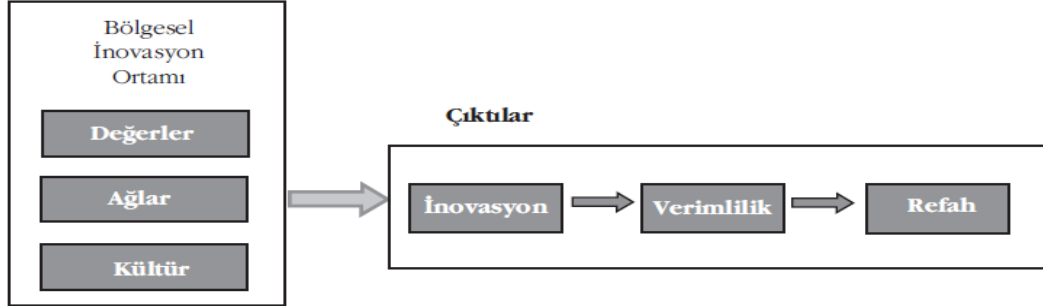 Bölgesel
İnovasyon
Ortamı
Değerler
Ağlar
Kültür
Çıktılar
İnovasyon
Verimlilik
Refah